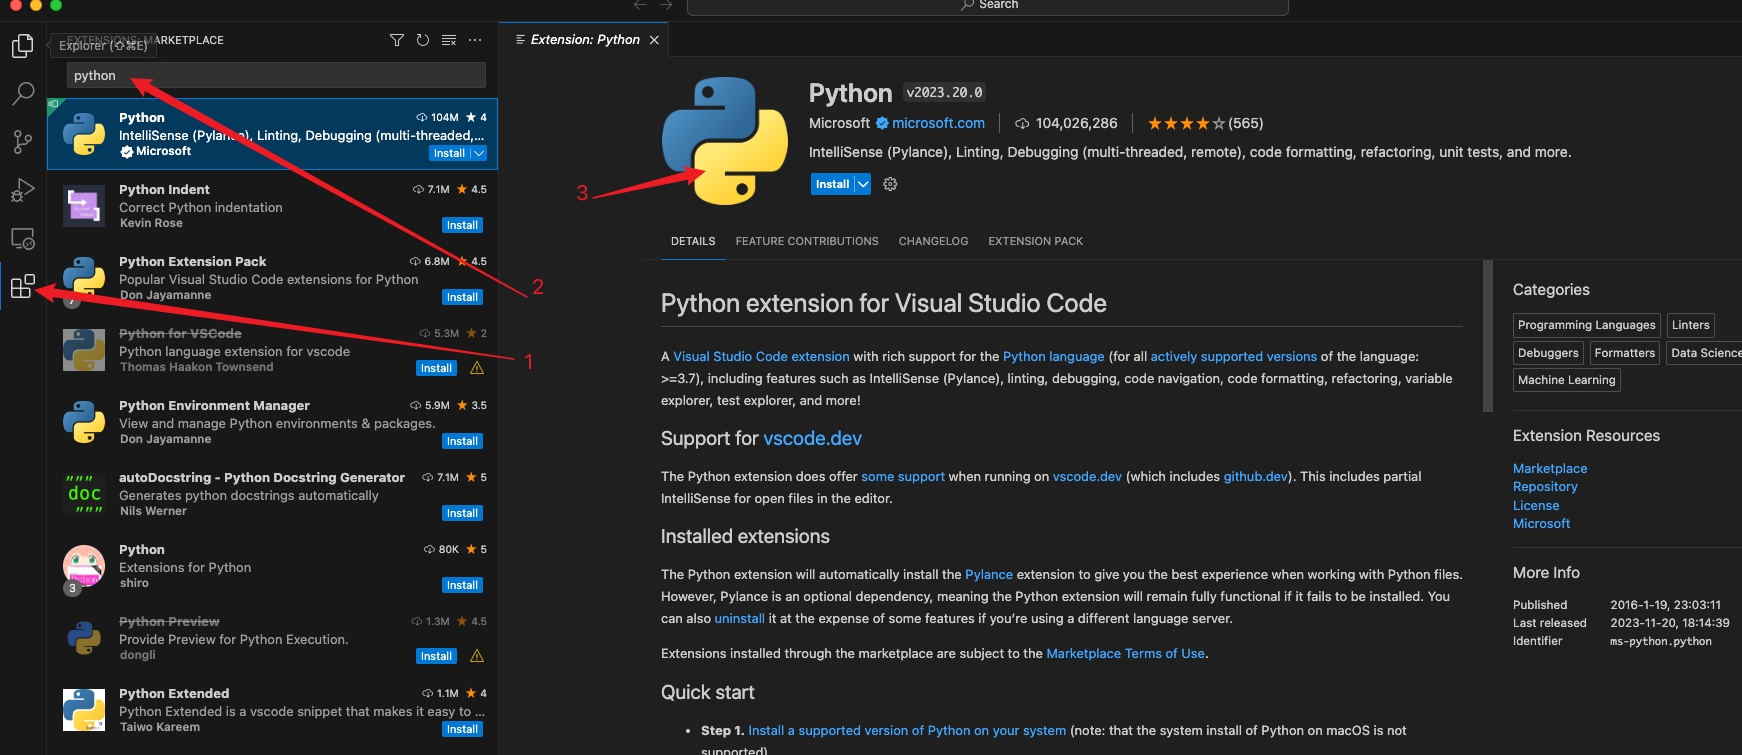 Search
EXTENSIONS: MARKETPLACE
Explorer (⇧⌘E)
python
Python 104M ★ 4
IntelliSense (Pylance), Linting, Debugging (multi-threaded,...
Microsoft Install
Python Indent 7.1M ★ 4.5
Correct Python indentation
Kevin Rose Install
Python Extension Pack 6.8M ★ 4.5
Popular Visual Studio Code extensions for Python
Don Jayamanne Install
7
Python for VSCode 5.3M ★ 2
Python language extension for vscode
Thomas Haakon Townsend Install
Python Environment Manager 5.9M ★ 3.5
View and manage Python environments & packages.
Don Jayamanne Install
autoDocstring - Python Docstring Generator 7.1M ★ 5
Generates python docstrings automatically
Nils Werner Install
"""
doc
"""
Python 80K ★ 5
Extensions for Python
shiro Install
3
Python Preview 1.3M ★ 4.5
Provide Preview for Python Execution.
dongli Install
Python Extended 1.1M ★ 4
Python Extended is a vscode snippet that makes it easy to ...
Taiwo Kareem Install
1
2
3
Extension: Python
Python v2023.20.0
Microsoft microsoft.com 104,026,286 ★★★★☆(565)
IntelliSense (Pylance), Linting, Debugging (multi-threaded, remote), code formatting, refactoring, unit tests, and more.
Install
DETAILS FEATURE CONTRIBUTIONS CHANGELOG EXTENSION PACK
Python extension for Visual Studio Code
A Visual Studio Code extension with rich support for the Python language (for all actively supported versions of the language:
>=3.7), including features such as IntelliSense (Pylance), linting, debugging, code navigation, code formatting, refactoring, variable
explorer, test explorer, and more!
Support for vscode.dev
The Python extension does offer some support when running on vscode.dev (which includes github.dev). This includes partial
IntelliSense for open files in the editor.
Installed extensions
The Python extension will automatically install the Pylance extension to give you the best experience when working with Python files.
However, Pylance is an optional dependency, meaning the Python extension will remain fully functional if it fails to be installed. You
can also uninstall it at the expense of some features if you're using a different language server.
Extensions installed through the marketplace are subject to the Marketplace Terms of Use.
Quick start
• Step 1. Install a supported version of Python on your system (note: that the system install of Python on macOS is not
supported)
Categories
Programming Languages Linters
Debuggers Formatters Data Science
Machine Learning
Extension Resources
Marketplace
Repository
License
Microsoft
More Info
Published 2016-1-19, 23:03:11
Last released 2023-11-20, 18:14:39
Identifier ms-python.python